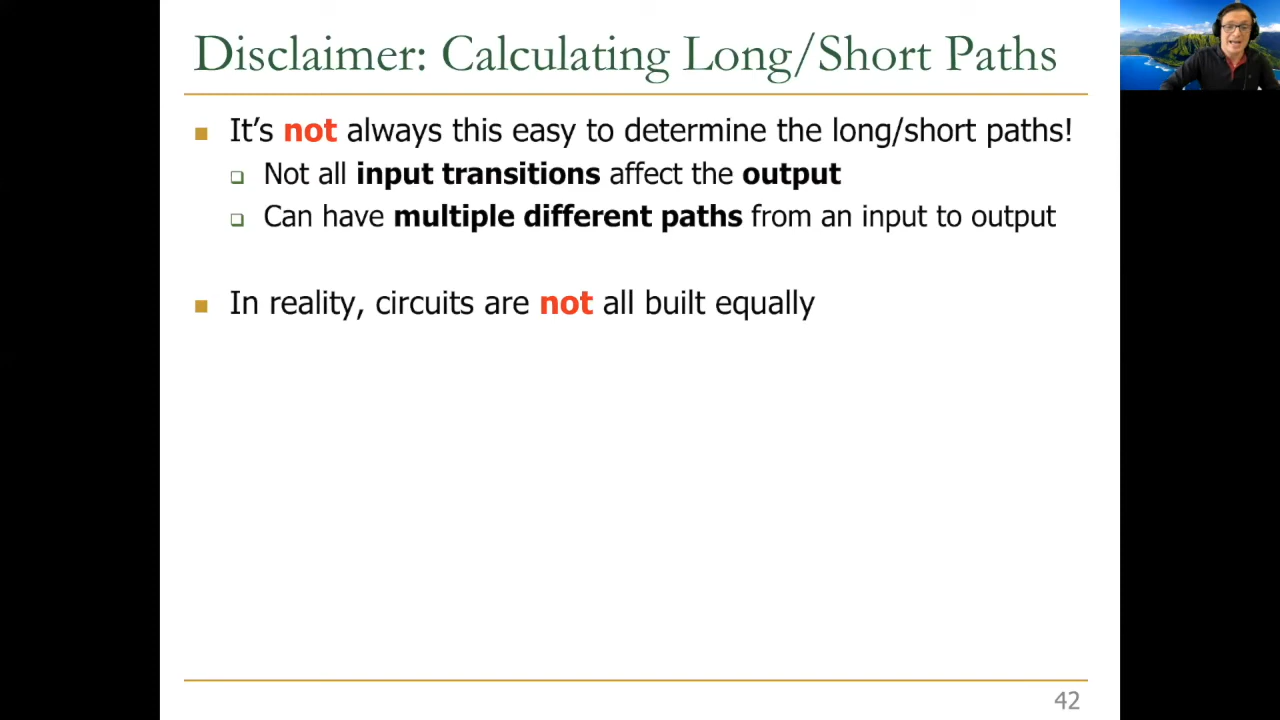 Disclaimer: Calculating Long/Short Paths
It's not always this easy to determine the long/short paths!
Not all input transitions affect the output
Can have multiple different paths from an input to output
In reality, circuits are not all built equally
42